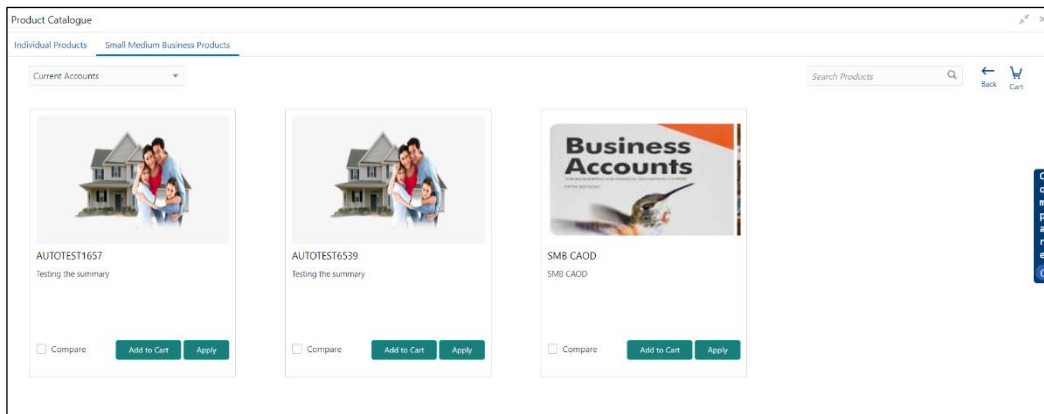 Product Catalogue
Individual Products Small Medium Business Products
Current Accounts
Search Products
Back
Cart
Business
Accounts
AUTOTEST1657
Testing the summary
AUTOTEST6539
Testing the summary
SMB CAOD
SMB CAOD
Compare Add to Cart Apply
Compare Add to Cart Apply
Compare Add to Cart Apply
Compare